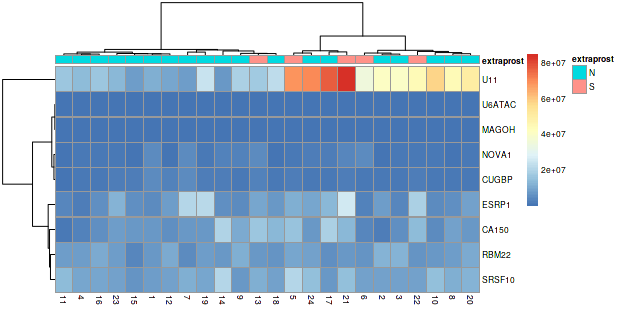 extraprost
U11
U6ATAC
MAGOH
NOVA1
CUGBP
ESRP1
CA150
RBM22
SRSF10
11 4 16 23 15 1 12 7 19 14 9 13 18 5 24 17 21 6 2 3 22 10 8 20
8e+07
6e+07
4e+07
2e+07
extraprost
N
S